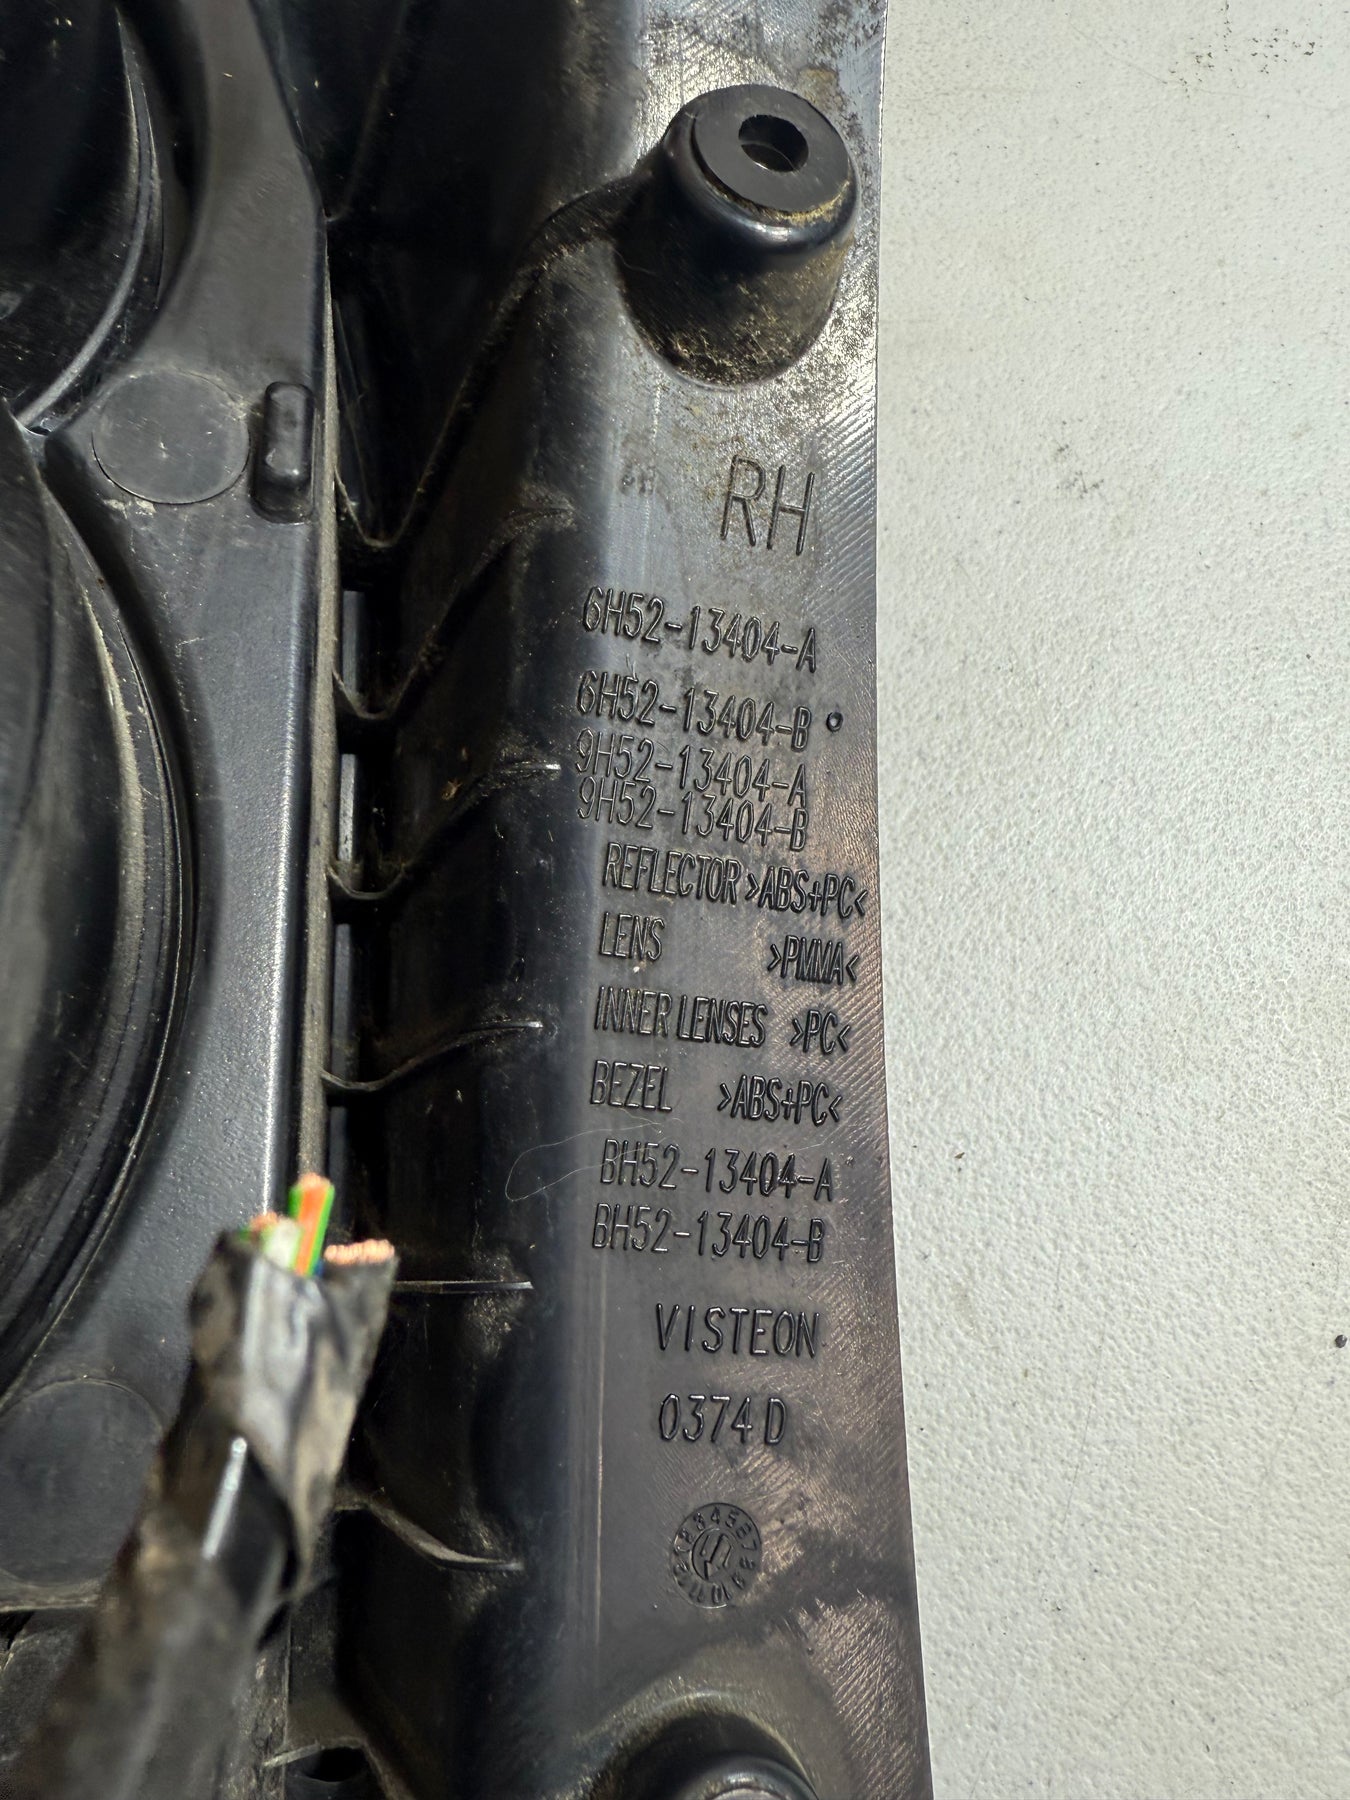 RH
6H52-13404-A
6H52-13404-B
9H52-13404-A
9H52-13404-B
REFLECTOR >ABS+PC<
LENS >PMMA<
INNER LENSES >PC<
BEZEL >ABS+PC<
BH52-13404-A
BH52-13404-B
VISTEON
0374D